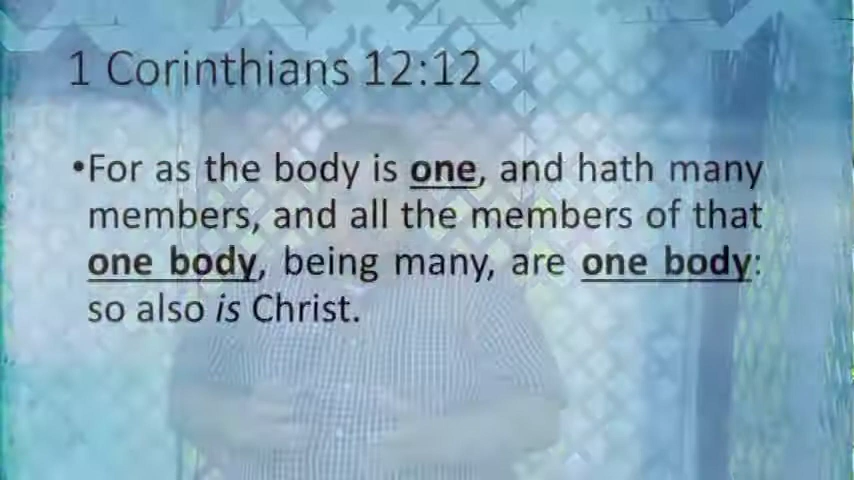 1 Corinthians 12:12
•For as the body is one, and hath many
members, and all the members of that
one body, being many, are one body:
so also is Christ.